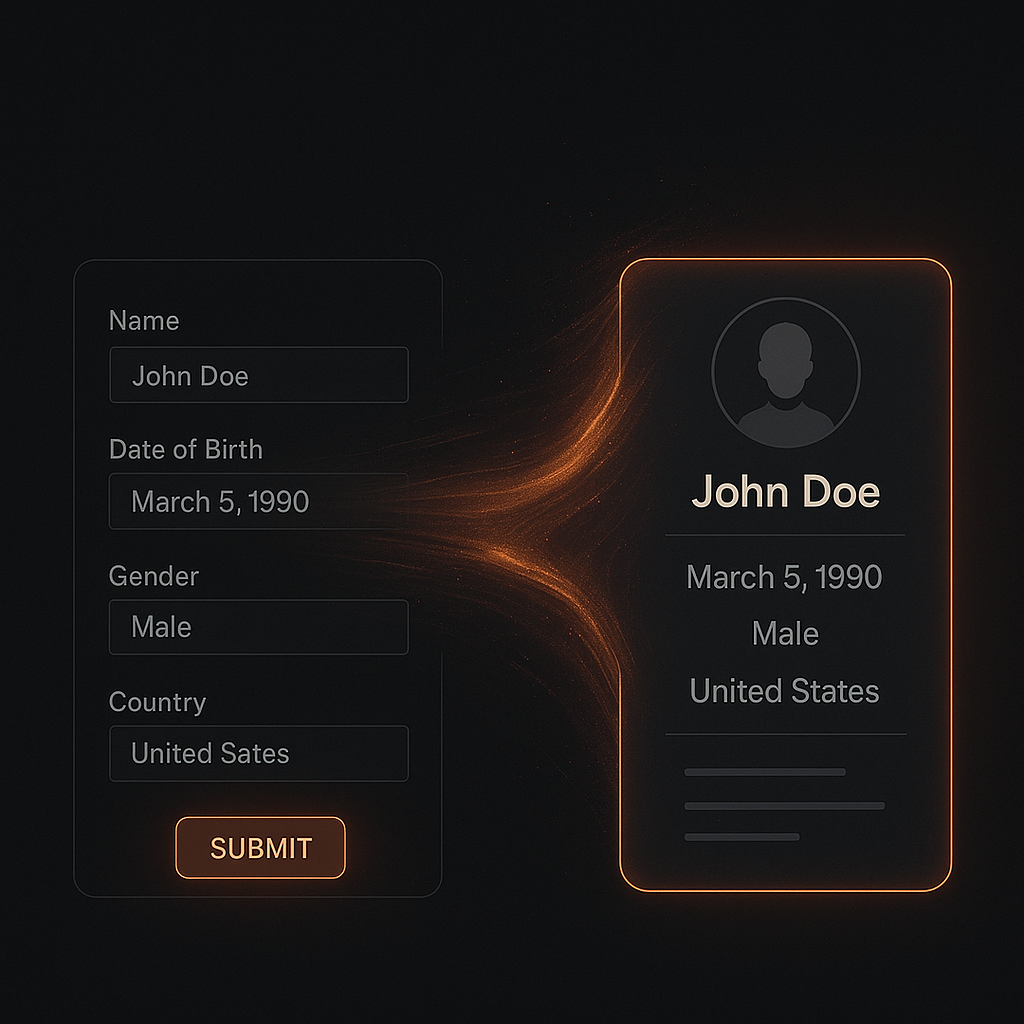 Name
John Doe
Date of Birth
March 5, 1990
Gender
Male
Country
United Sates
SUBMIT
John Doe
March 5, 1990
Male
United States